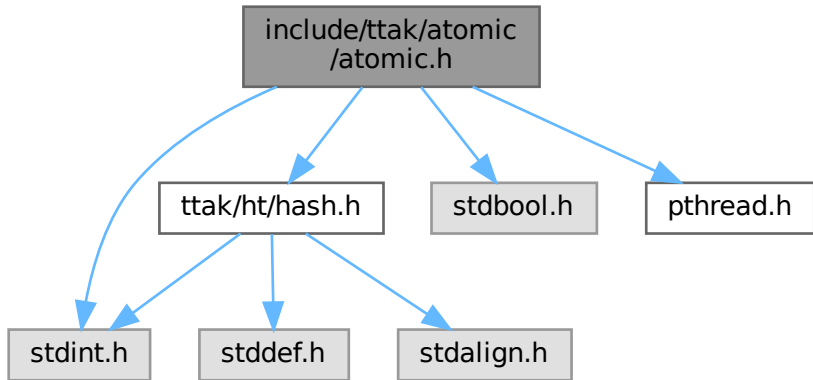 include/ttak/atomic
/atomic.h
ttak/ht/hash.h
stdbool.h
pthread.h
stdint.h
stddef.h
stdalign.h